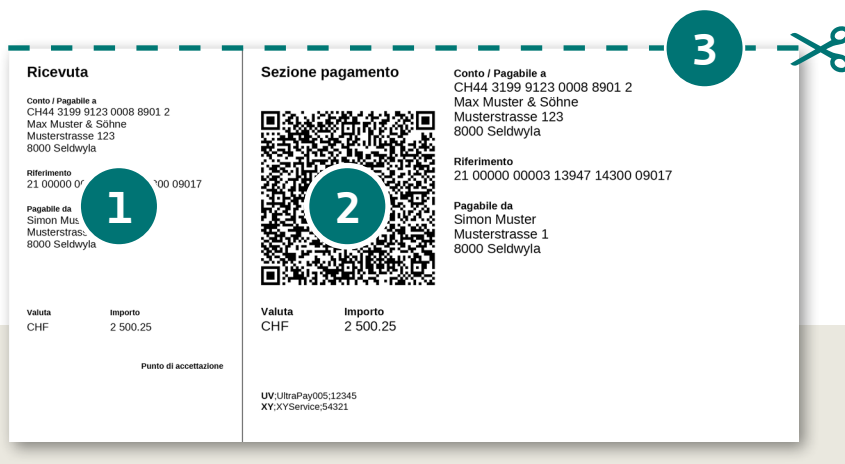 Ricevuta
Conto / Pagabile a
CH44 3199 9123 0008 8901 2
Max Muster & Söhne
Musterstrasse 123
8000 Seldwyla
Riferimento
21 00000 09017
Pagabile da
Simon
8000 Seldwyla
Valuta Importo
CHF 2 500.25
Punto di accettazione
1
Sezione pagamento
2
Valuta Importo
CHF 2 500.25
UV;UltraPay005;12345
XY;XYService;54321
3
Conto / Pagabile a
CH44 3199 9123 0008 8901 2
Max Muster & Söhne
Musterstrasse 123
8000 Seldwyla
Riferimento
21 00000 00003 13947 14300 09017
Pagabile da
Simon Muster
Musterstrasse 1
8000 Seldwyla